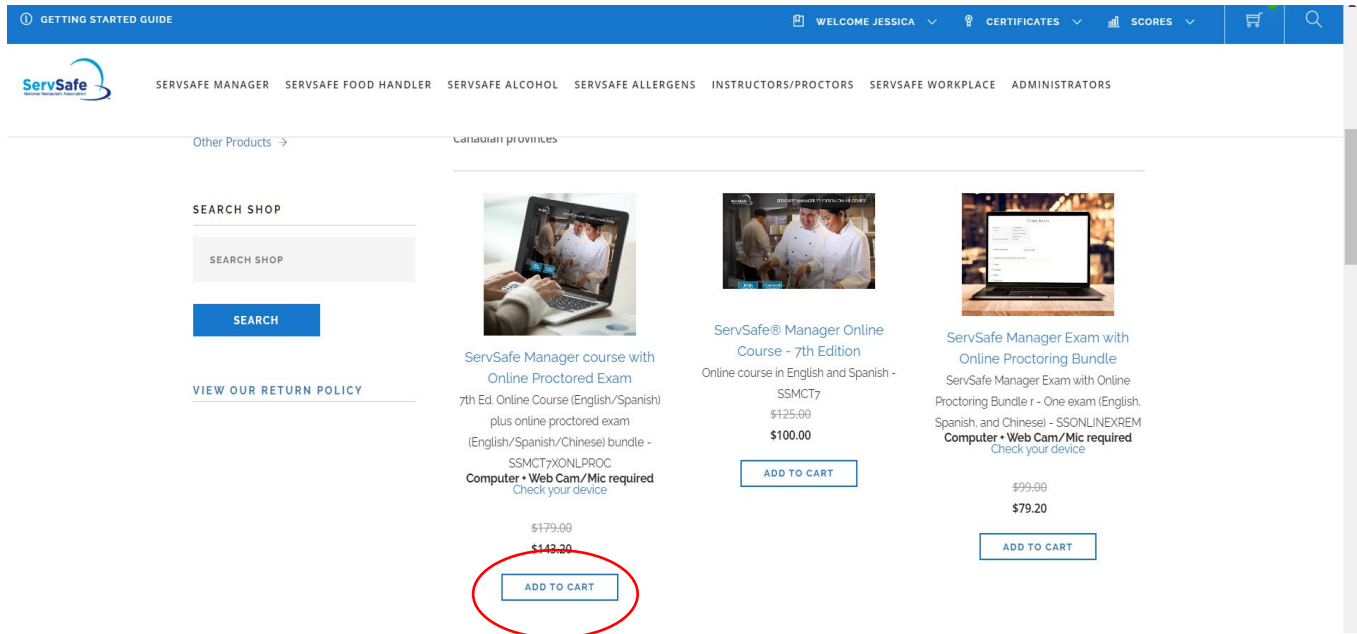 GETTING STARTED GUIDE
WELCOME JESSICA
CERTIFICATES
SCORES
ServSafe
National Restaurant Association
SERVSAFE MANAGER
SERVSAFE FOOD HANDLER
SERVSAFE ALCOHOL
SERVSAFE ALLERGENS
INSTRUCTORS/PROCTORS
SERVSAFE WORKPLACE
ADMINISTRATORS
Other Products →
Canadian provinces
SEARCH SHOP
SEARCH SHOP
SEARCH
VIEW OUR RETURN POLICY
ServSafe Manager course with
Online Proctored Exam
7th Ed. Online Course (English/Spanish)
plus online proctored exam
(English/Spanish/Chinese) bundle -
SSMCT7XONLPROC
Computer + Web Cam/Mic required
Check your device
$179.00
$143.20
ADD TO CART
ServSafe® Manager Online
Course - 7th Edition
Online course in English and Spanish -
SSMCT7
$125.00
$100.00
ADD TO CART
ServSafe Manager Exam with
Online Proctoring Bundle
ServSafe Manager Exam with Online
Proctoring Bundle r - One exam (English,
Spanish, and Chinese) - SSONLINEXREM
Computer + Web Cam/Mic required
Check your device
$99.00
$79.20
ADD TO CART